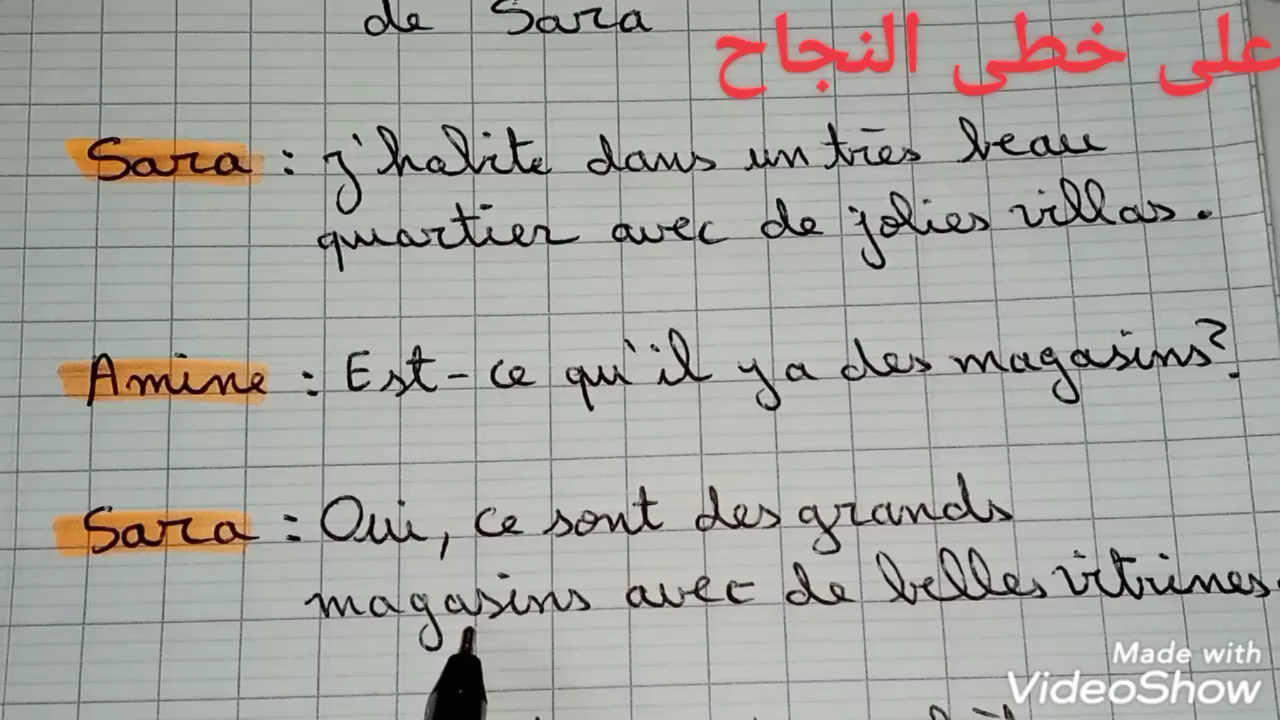 de Sara
على خطى النجاح
Sara : j'habite dans un très beau
quartier avec de jolies villas.
Amine : Est-ce qu'il y a des magasins?
Sara : Oui, ce sont des grands
magasins avec de belles vitrines.
Made with
VideoShow